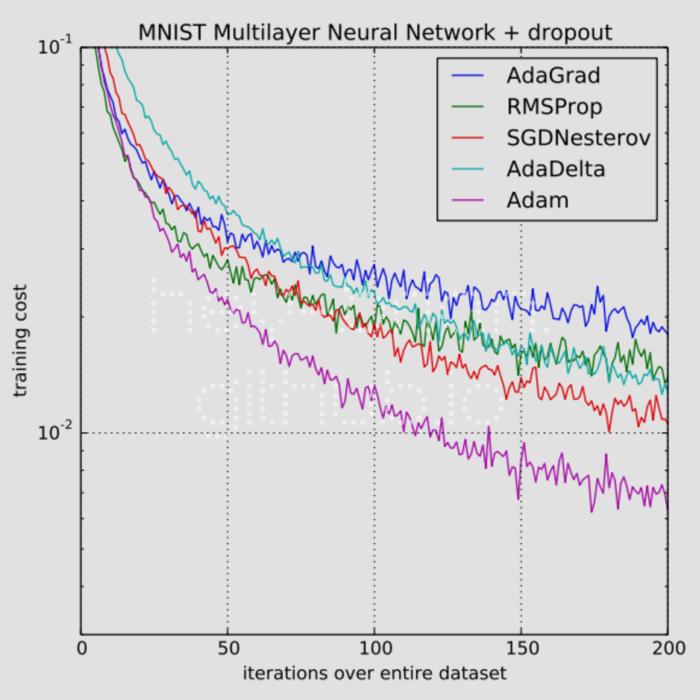 MNIST Multilayer Neural Network + dropout
10⁻¹
AdaGrad
RMSProp
SGDNesterov
AdaDelta
Adam
training cost
10⁻²
0 50 100 150 200
iterations over entire dataset